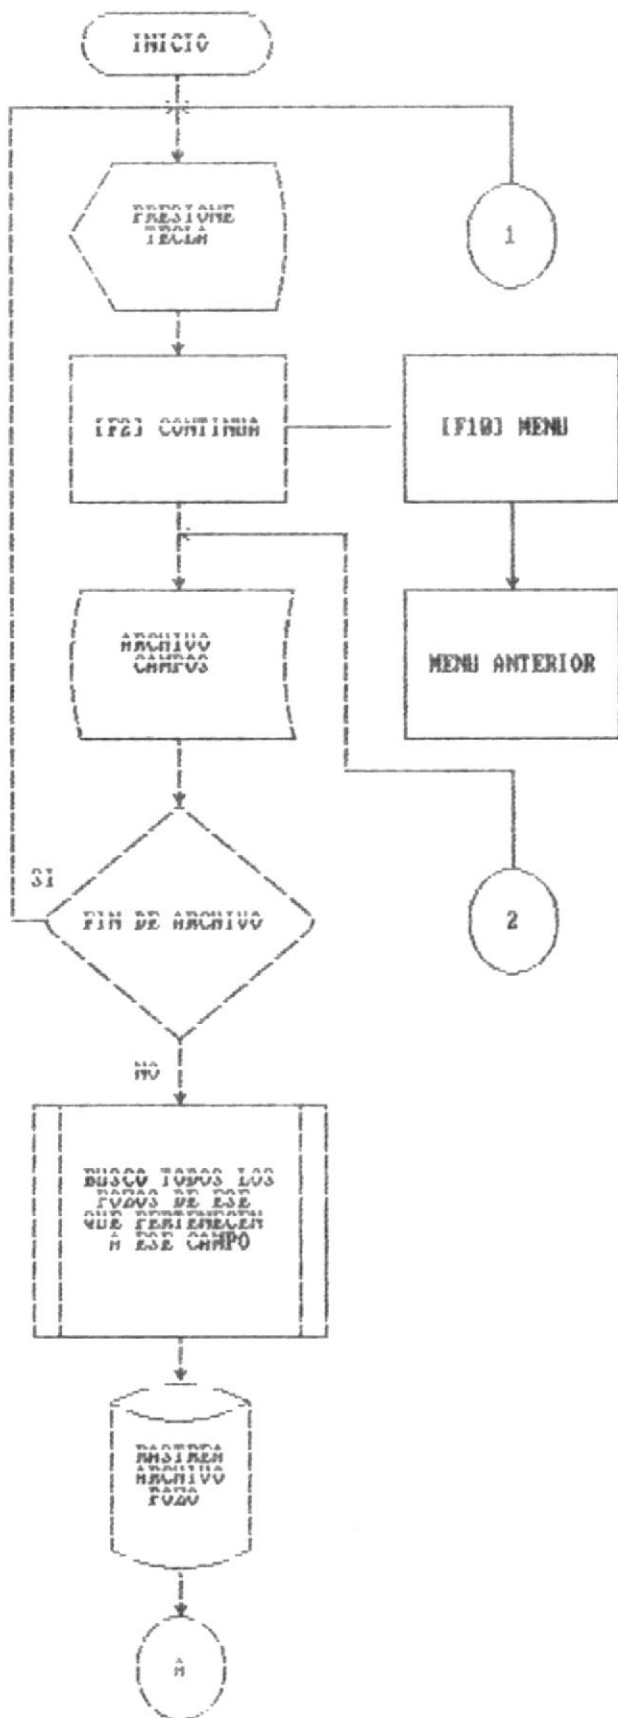 INICIO
PRESIONE
TECLA
1
[F2] CONTINUA
[F10] MENU
ARCHIVO
CAMPOS
MENU ANTERIOR
SI
FIN DE ARCHIVO
2
NO
BUSCO TODOS LOS
POZOS DE ESE
QUE PERTENECEN
A ESE CAMPO
RASTREA
ARCHIVO
POZO
A